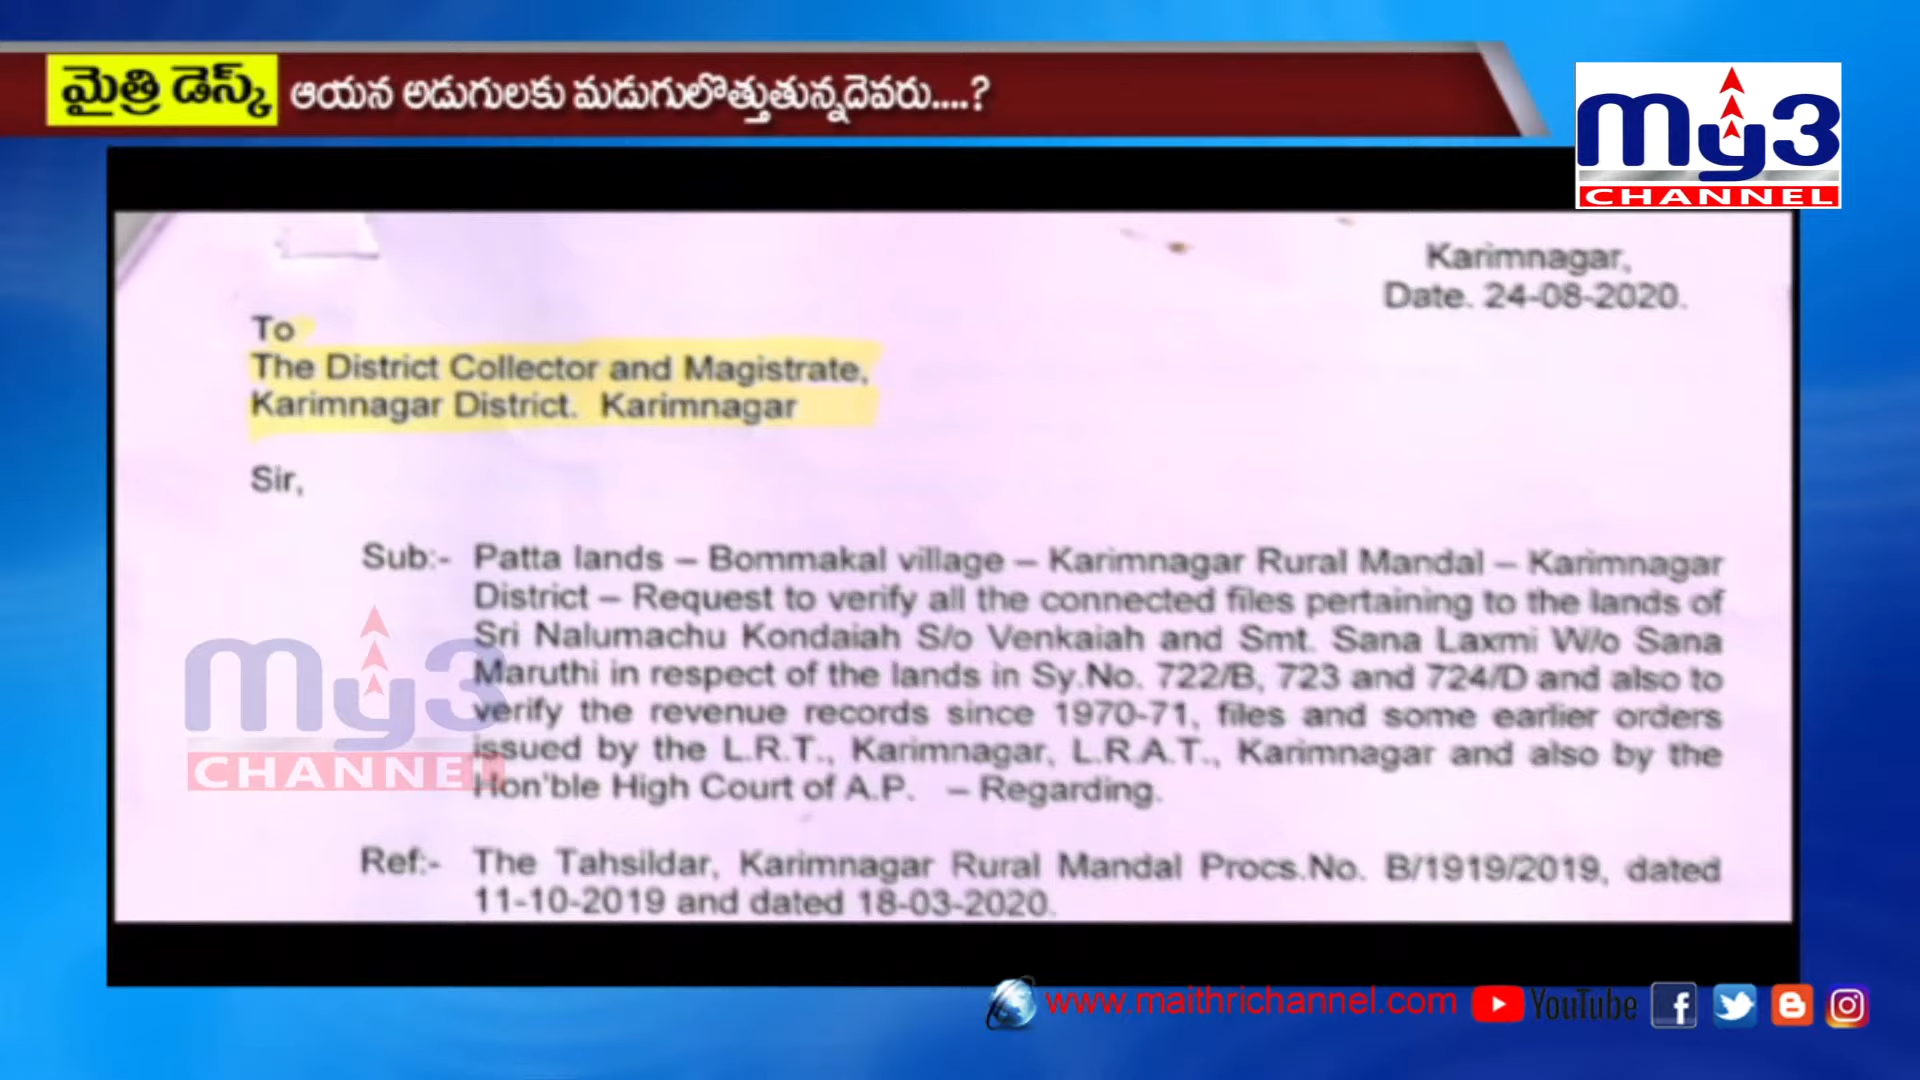 మైత్రి డెస్క్ ఆయన అడుగులకు మడుగులొత్తుతున్నదెవరు....?
my3
CHANNEL
Karimnagar,
Date. 24-08-2020.
To
The District Collector and Magistrate,
Karimnagar District. Karimnagar
Sir,
Sub:- Patta lands – Bommakal village – Karimnagar Rural Mandal – Karimnagar
District – Request to verify all the connected files pertaining to the lands of
Sri Nalumachu Kondaiah S/o Venkaiah and Smt. Sana Laxmi W/o Sana
Maruthi in respect of the lands in Sy.No. 722/B, 723 and 724/D and also to
verify the revenue records since 1970-71, files and some earlier orders
issued by the L.R.T., Karimnagar, L.R.A.T., Karimnagar and also by the
Hon'ble High Court of A.P. – Regarding.
my3
CHANNEL
Ref:- The Tahsildar, Karimnagar Rural Mandal Procs.No. B/1919/2019, dated
11-10-2019 and dated 18-03-2020.
www.maithrichannel.com YouTube